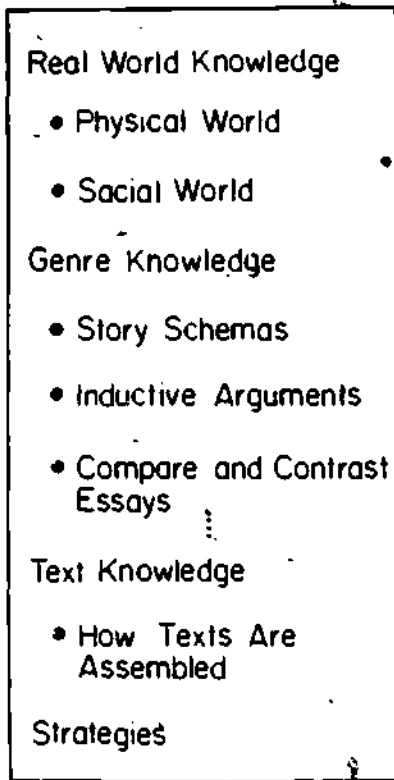 Real World Knowledge
• Physical World
• Social World
Genre Knowledge
• Story Schemas
• Inductive Arguments
• Compare and Contrast
Essays
Text Knowledge
• How Texts Are
Assembled
Strategies